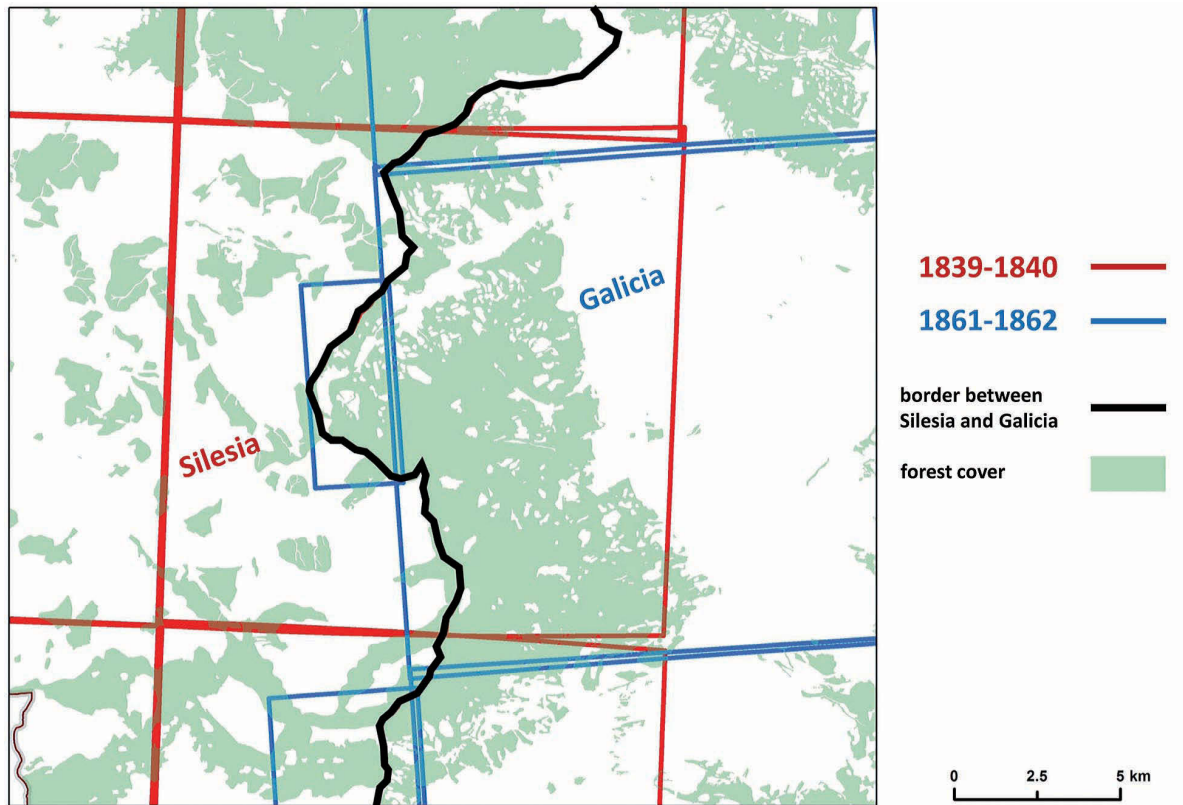 Galicia
Silesia
1839-1840
1861-1862
border between
Silesia and Galicia
forest cover
0 2.5 5 km